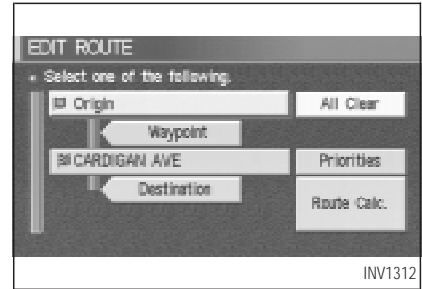 EDIT ROUTE
Select one of the following.
Origin
All Clear
Waypoint
CARDIGAN AVE
Priorities
Destination
Route Calc.
INV1312